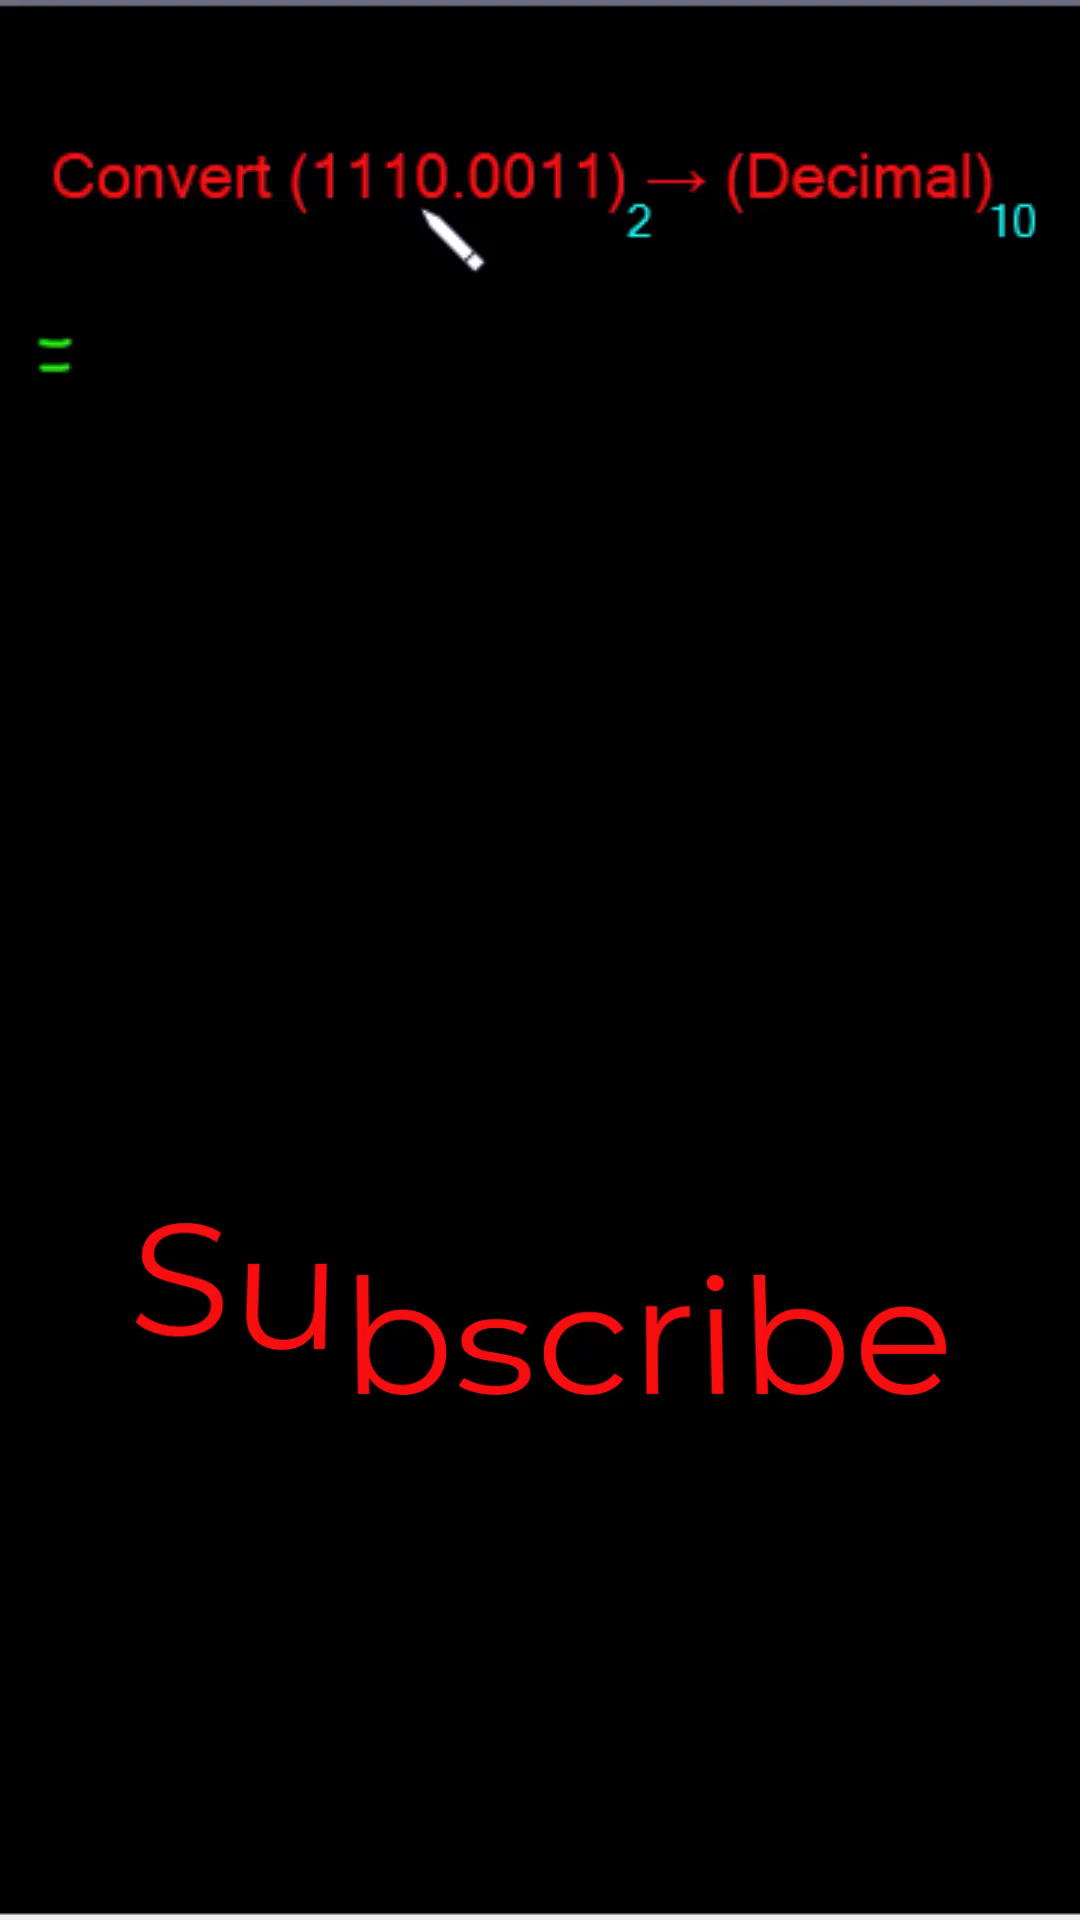 Convert (1110.0011)₂ → (Decimal)₁₀
=
Subscribe